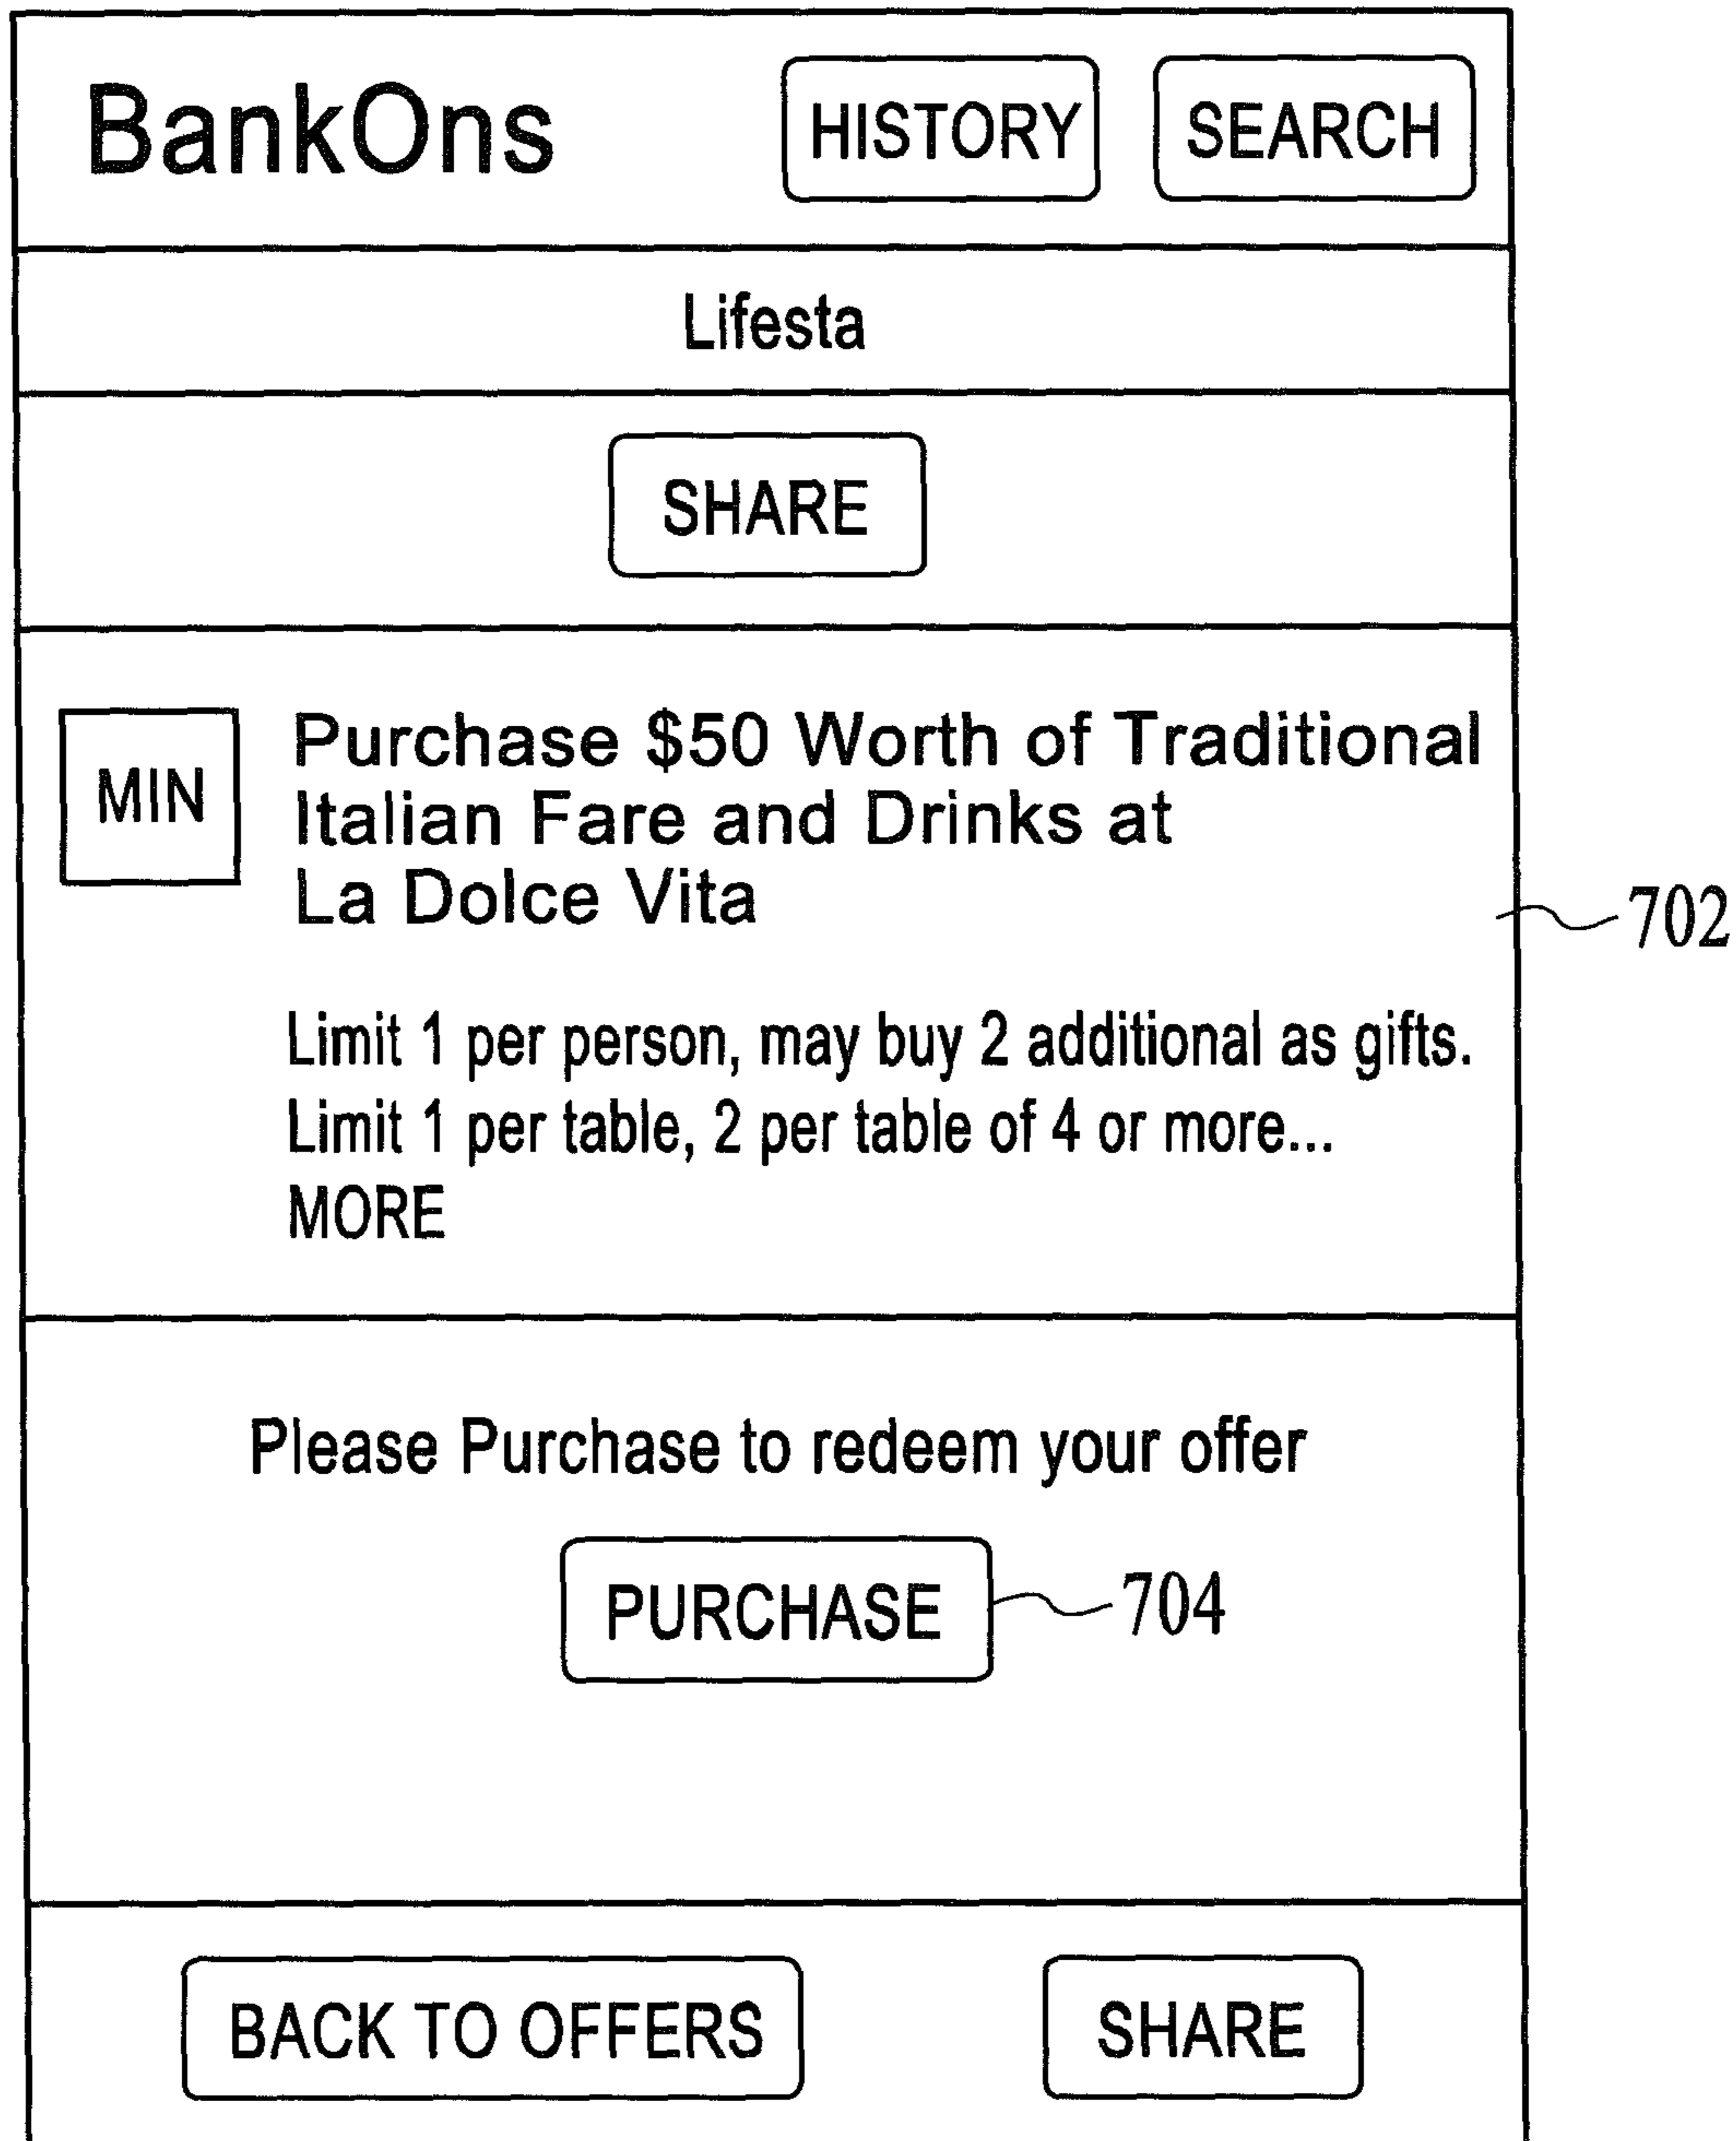 BankOns HISTORY SEARCH
Lifesta
SHARE
MIN
Purchase $50 Worth of Traditional
Italian Fare and Drinks at
La Dolce Vita
702
Limit 1 per person, may buy 2 additional as gifts.
Limit 1 per table, 2 per table of 4 or more...
MORE
Please Purchase to redeem your offer
PURCHASE 704
BACK TO OFFERS SHARE